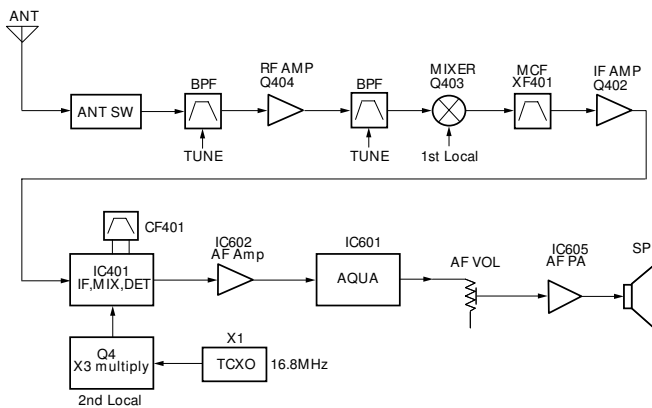 ANT
ANT SW
BPF
TUNE
RF AMP
Q404
BPF
TUNE
MIXER
Q403
1st Local
MCF
XF401
IF AMP
Q402
CF401
IC401
IF,MIX,DET
IC602
AF Amp
IC601
AQUA
AF VOL
IC605
AF PA
SP
Q4
X3 multiply
2nd Local
X1
TCXO
16.8MHz